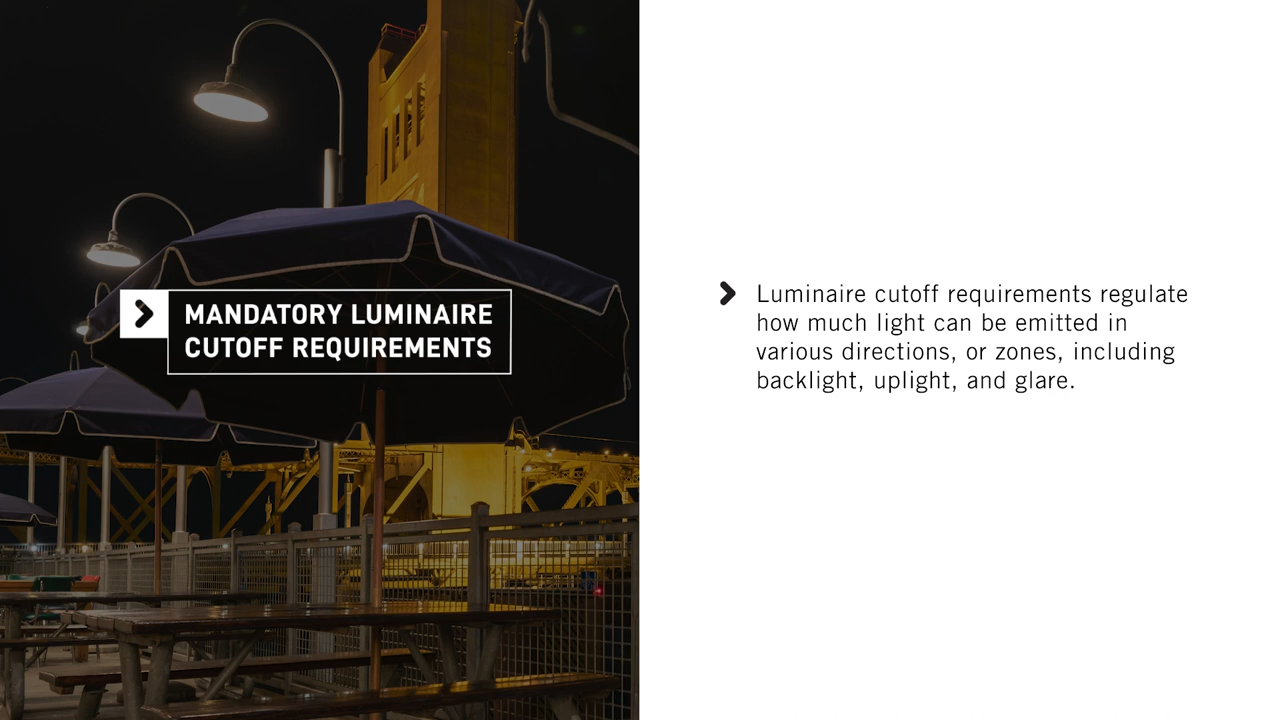 MANDATORY LUMINAIRE
CUTOFF REQUIREMENTS
Luminaire cutoff requirements regulate
how much light can be emitted in
various directions, or zones, including
backlight, uplight, and glare.